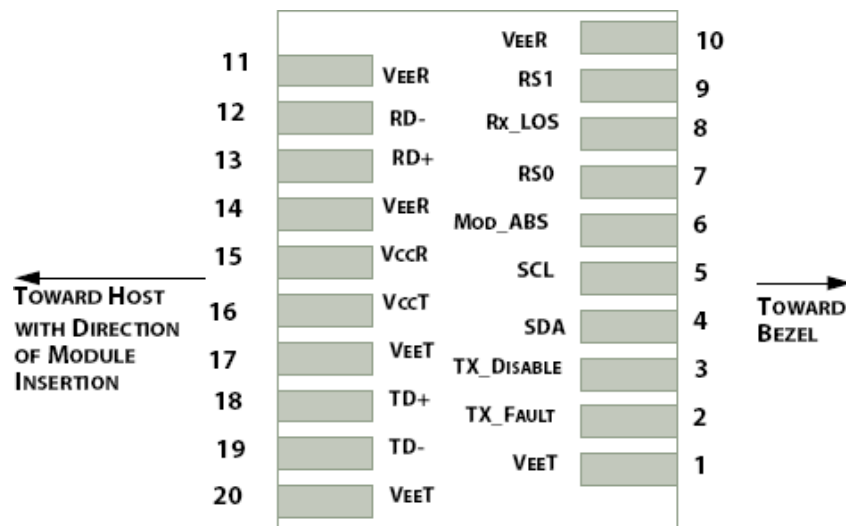 VEER 10
11 VEER
RS1 9
12 RD-
Rx_LOS 8
13 RD+
RS0 7
14 VEER
MOD_ABS 6
15 VCCR
SCL 5
TOWARD HOST
WITH DIRECTION
OF MODULE
INSERTION
TOWARD
BEZEL
16 VCCT
SDA 4
17 VEET
TX_DISABLE 3
18 TD+
TX_FAULT 2
19 TD-
VEET 1
20 VEET